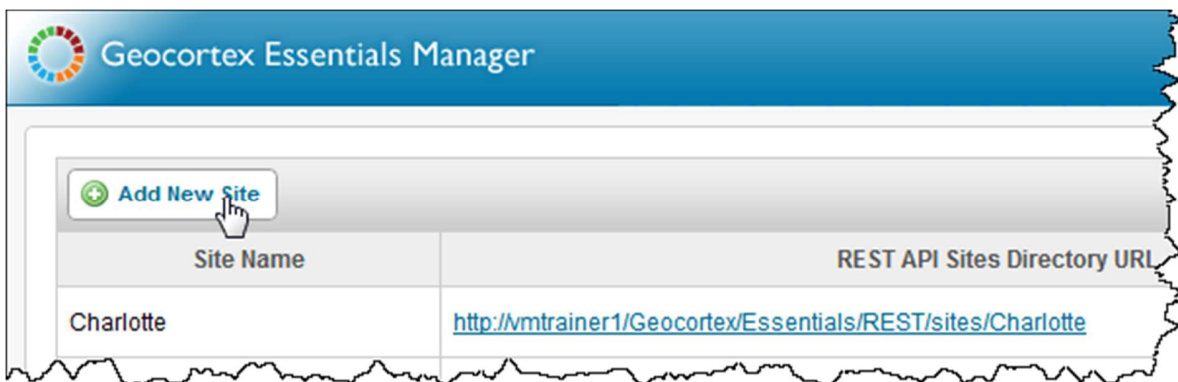 Geocortex Essentials Manager
Add New Site
Site Name
REST API Sites Directory URL
Charlotte
http://vmtrainer1/Geocortex/Essentials/REST/sites/Charlotte